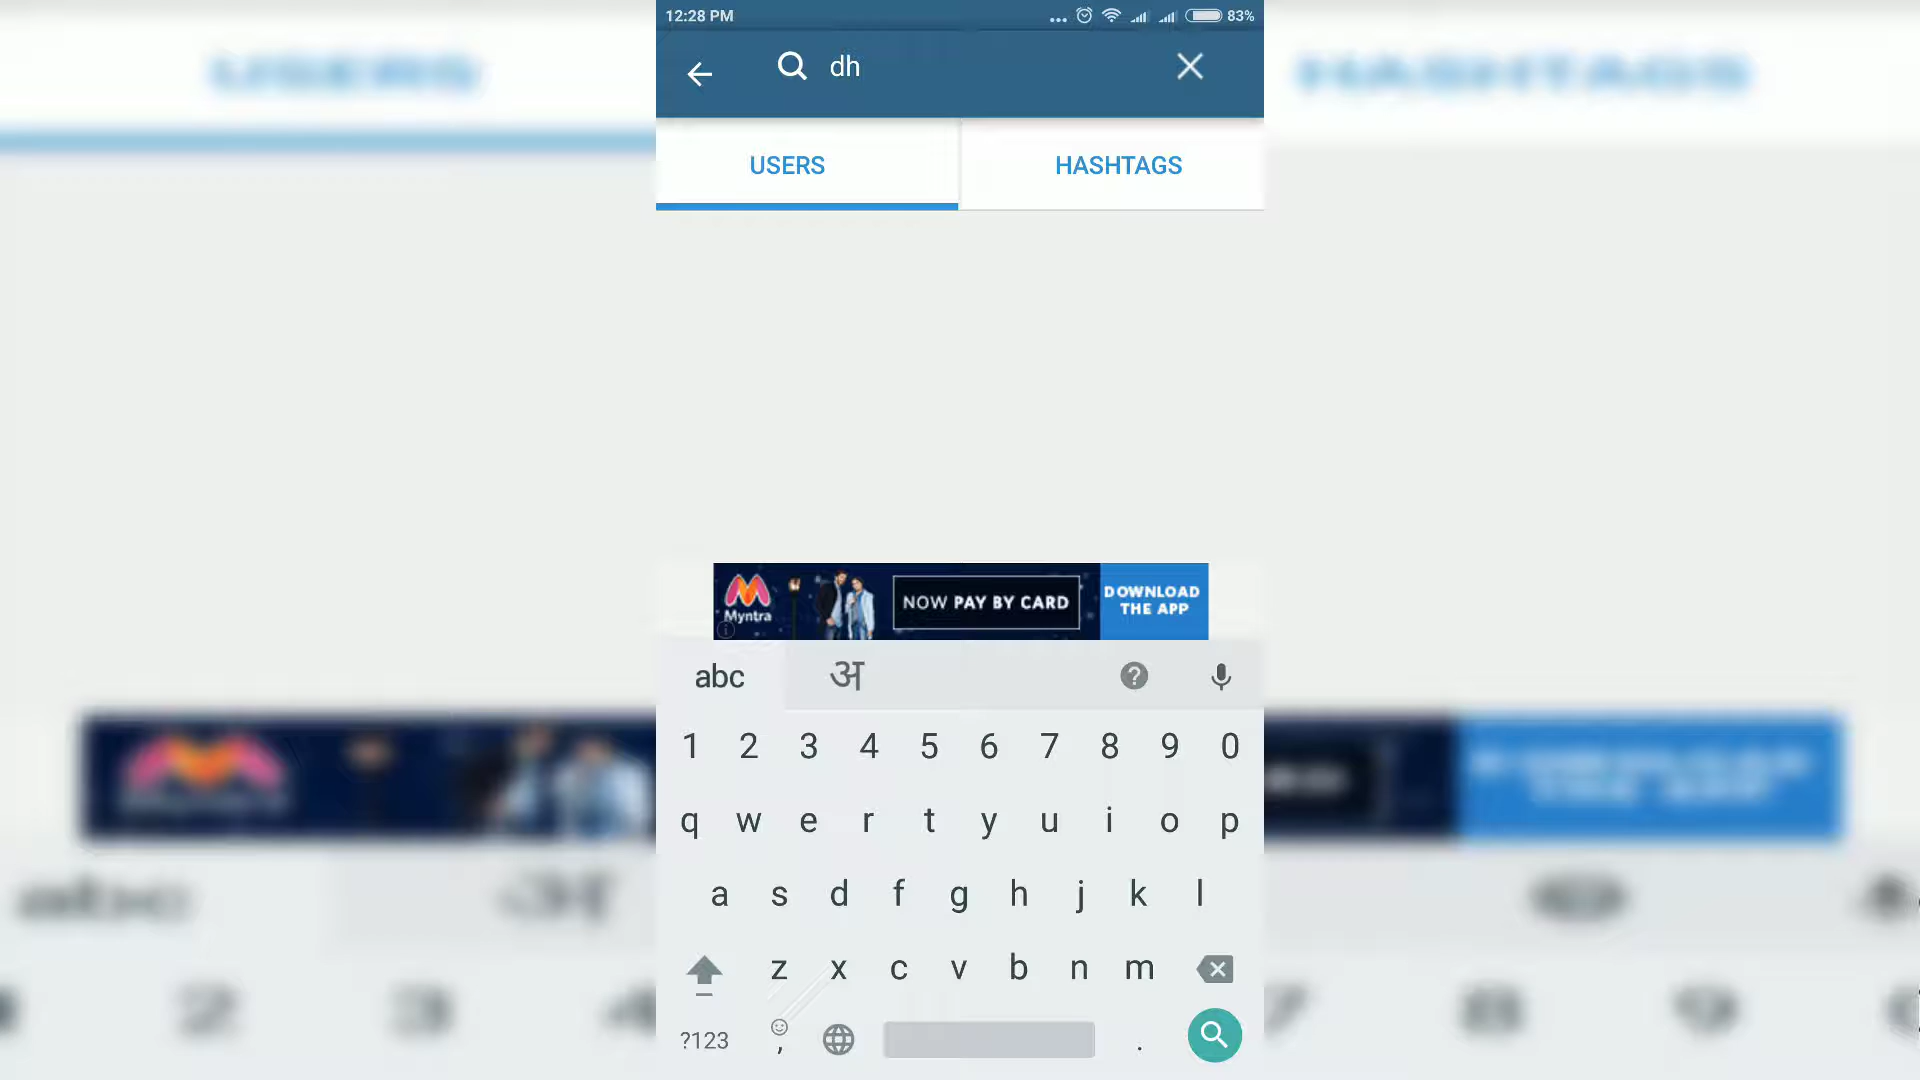 12:28 PM
83%
dh
USERS
HASHTAGS
Myntra
NOW PAY BY CARD
DOWNLOAD
THE APP
abc
अ
1 2 3 4 5 6 7 8 9 0
q w e r t y u i o p
a s d f g h j k l
z x c v b n m
?123 , .